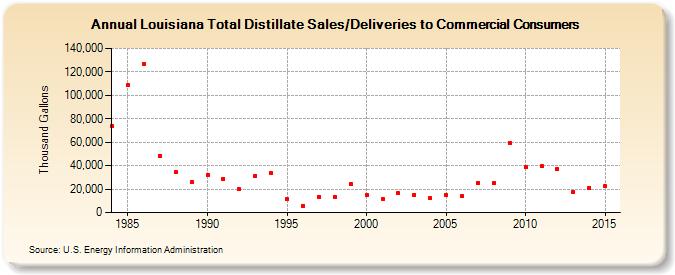 Annual Louisiana Total Distillate Sales/Deliveries to Commercial Consumers
Thousand Gallons
140,000
120,000
100,000
80,000
60,000
40,000
20,000
0
1985 1990 1995 2000 2005 2010 2015
Source: U.S. Energy Information Administration